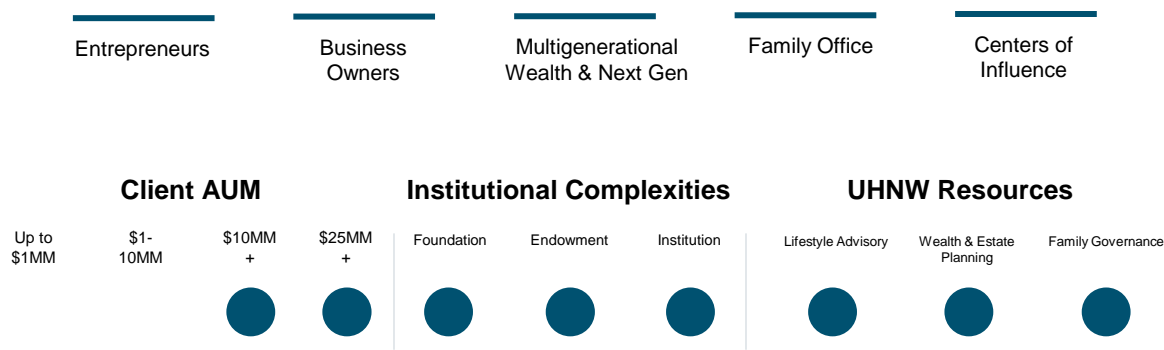 Entrepreneurs
Business
Owners
Multigenerational
Wealth & Next Gen
Family Office
Centers of
Influence
Client AUM
Institutional Complexities
UHNW Resources
Up to
$1MM
$1-
10MM
$10MM
+
$25MM
+
Foundation
Endowment
Institution
Lifestyle Advisory
Wealth & Estate
Planning
Family Governance